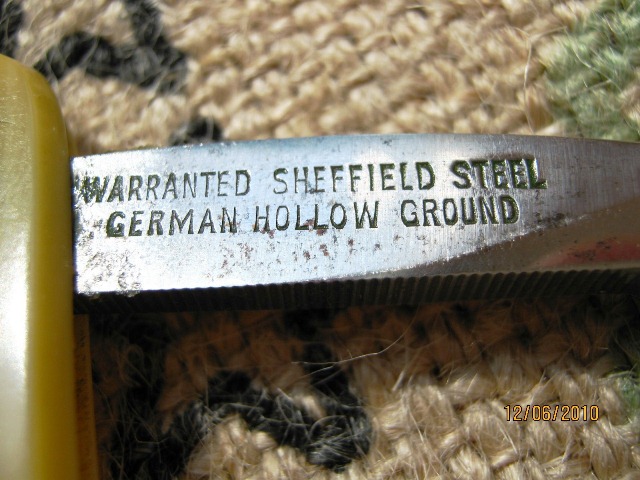 WARRANTED SHEFFIELD STEEL
GERMAN HOLLOW GROUND
12/06/2010